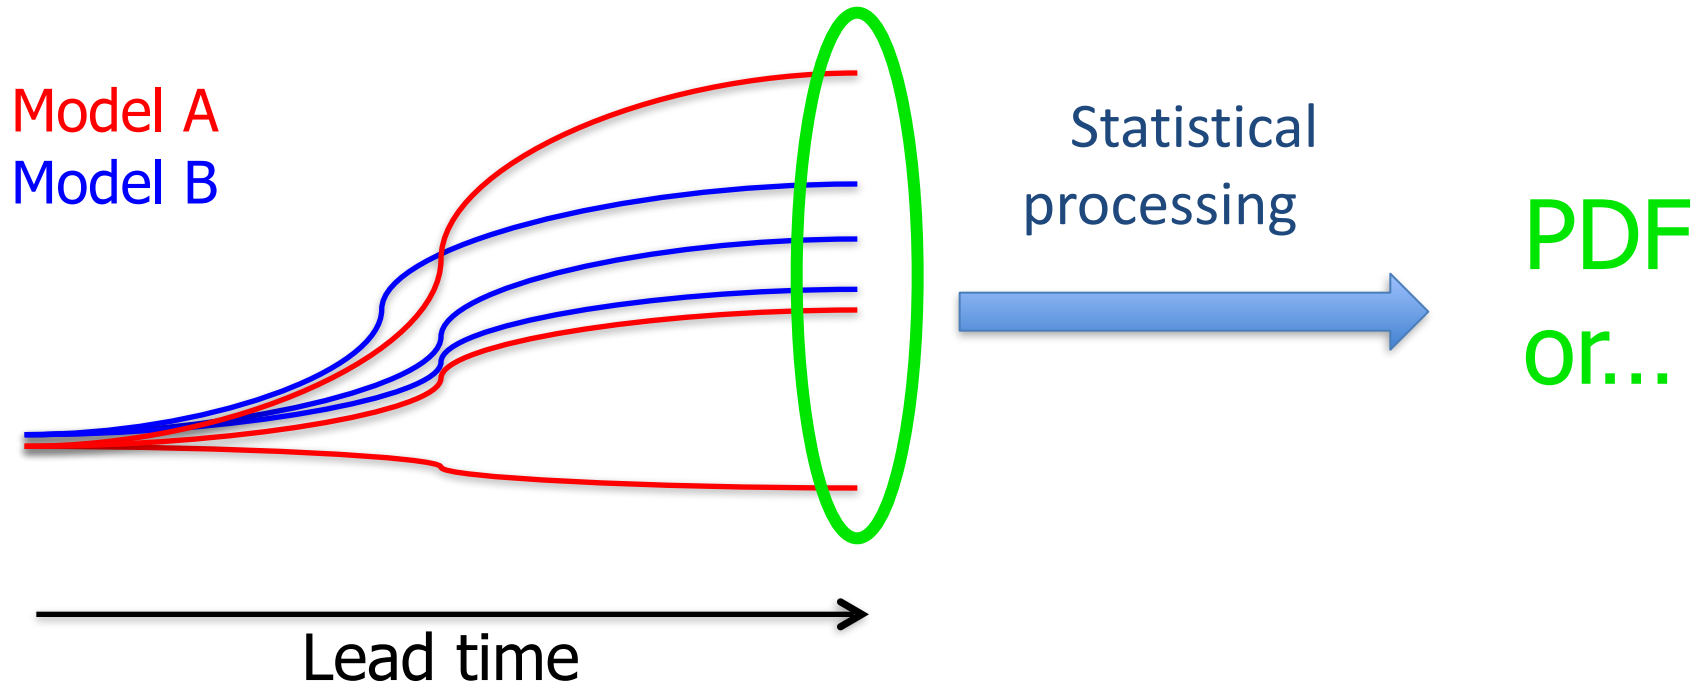 Model A
Model B
Statistical
processing
PDF
or...
Lead time